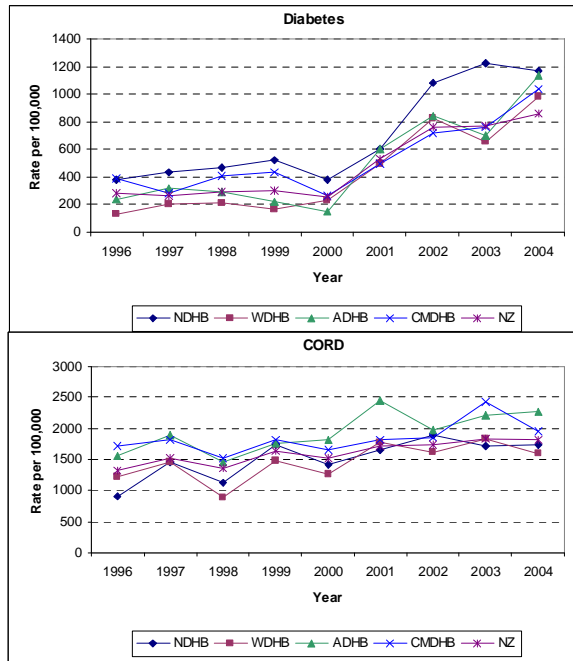 Diabetes
1400
1200
1000
800
600
400
200
0
Rate per 100,000
1996 1997 1998 1999 2000 2001 2002 2003 2004
Year
NDHB WDHB ADHB CMDHB NZ
CORD
3000
2500
2000
1500
1000
500
0
Rate per 100,000
1996 1997 1998 1999 2000 2001 2002 2003 2004
Year
NDHB WDHB ADHB CMDHB NZ